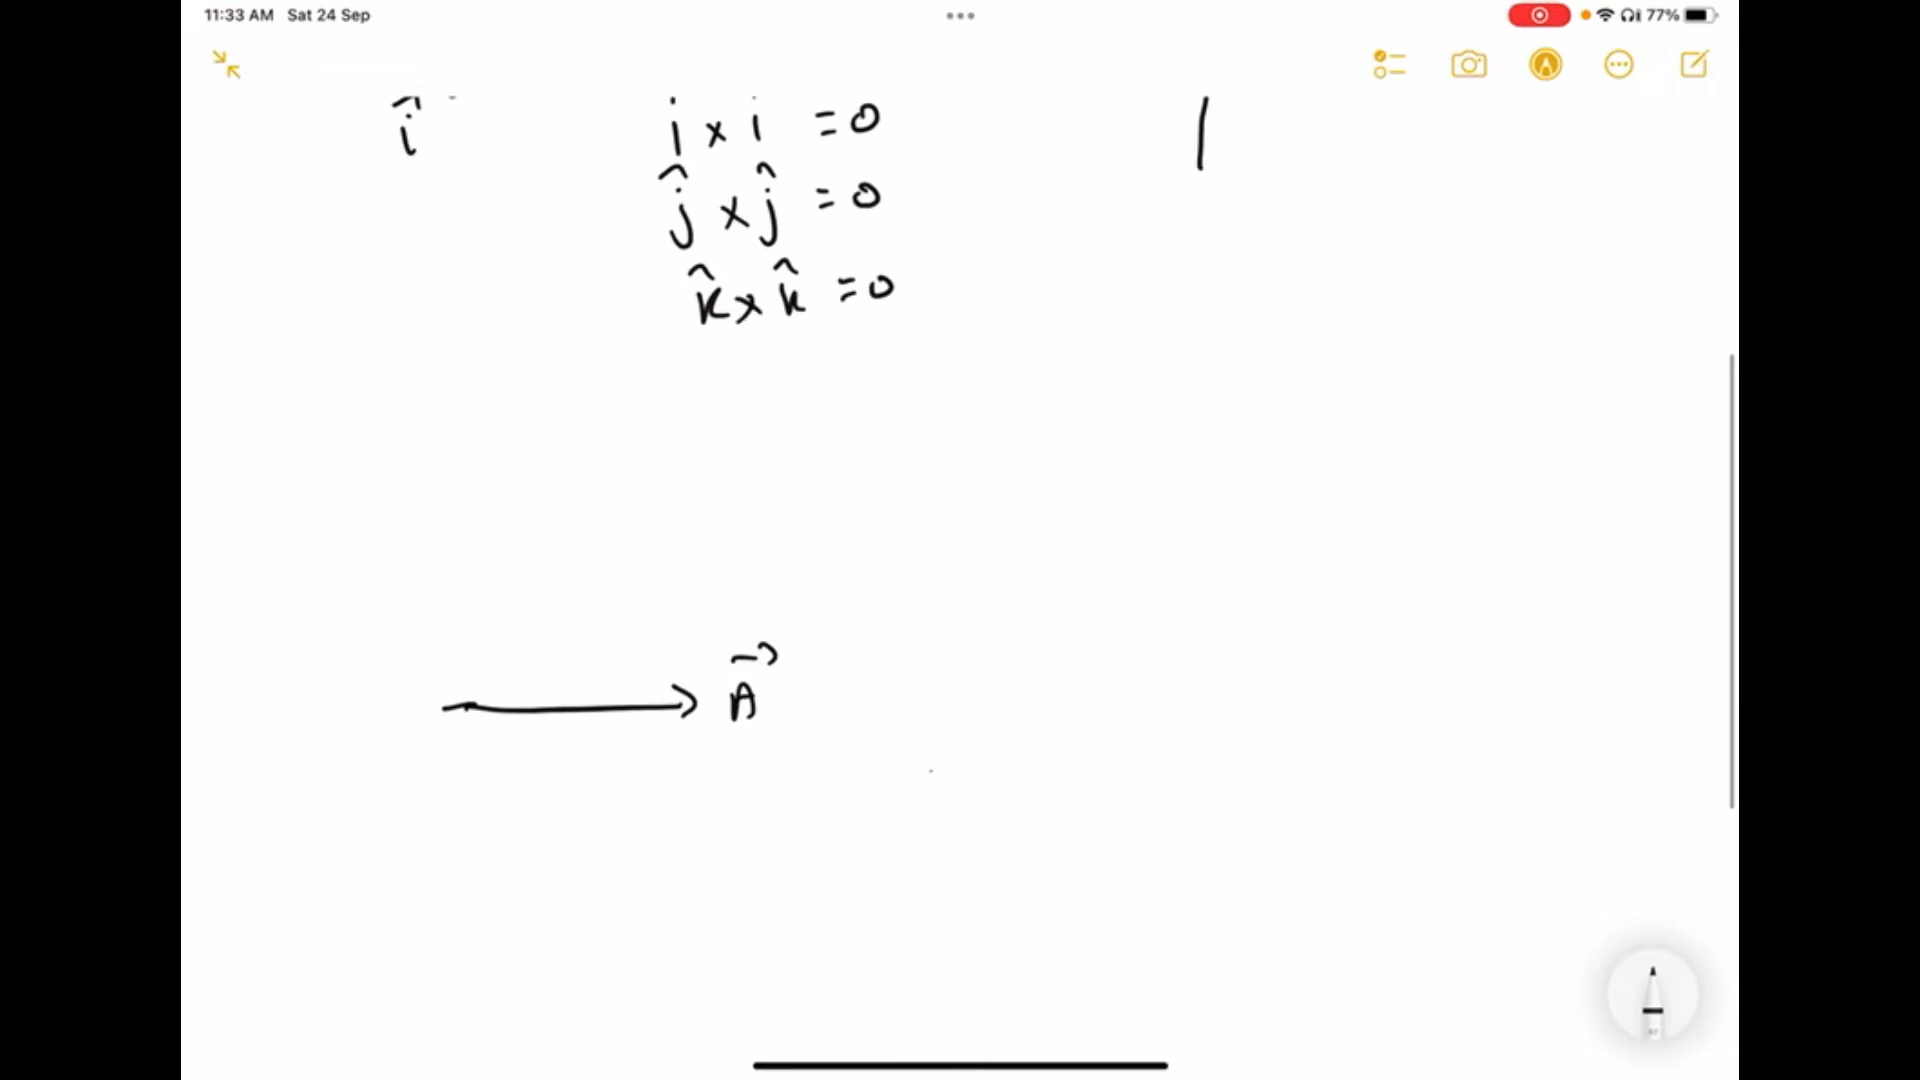 11:33 AM Sat 24 Sep
77%
î
i x i = 0
ĵ x ĵ = 0
k̂ x k̂ = 0
A⃗